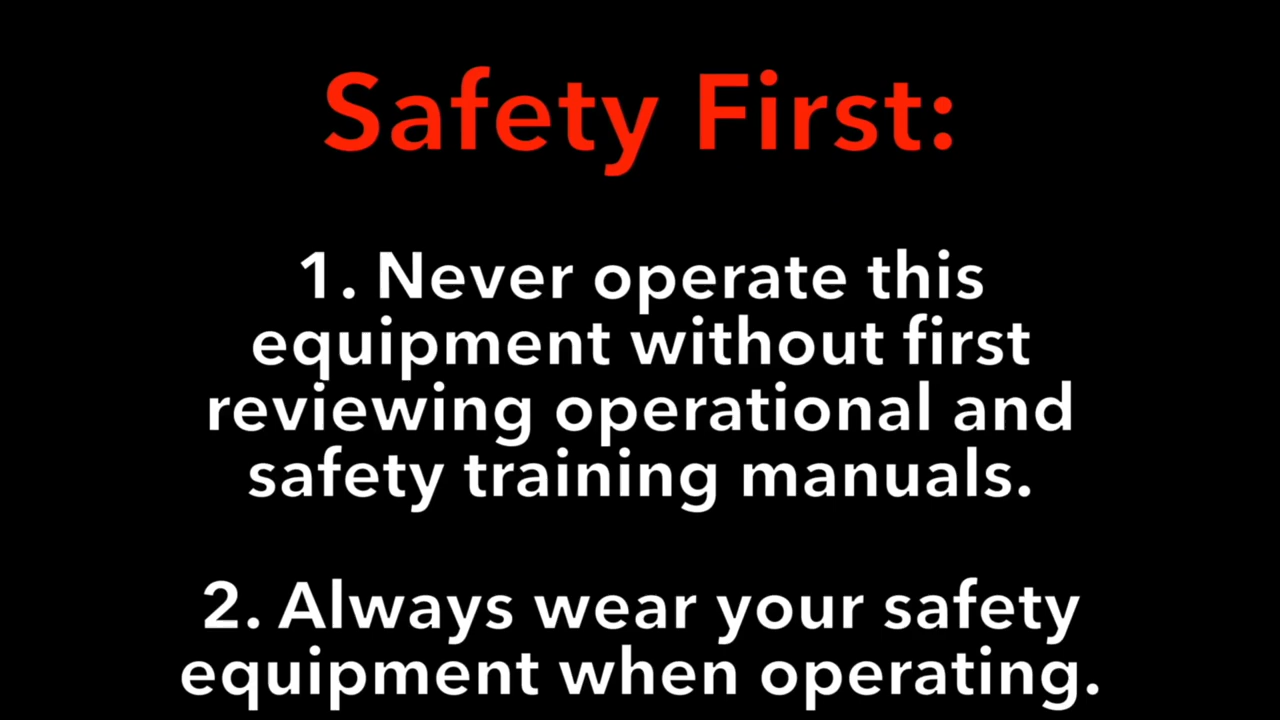 Safety First:
1. Never operate this
equipment without first
reviewing operational and
safety training manuals.
2. Always wear your safety
equipment when operating.